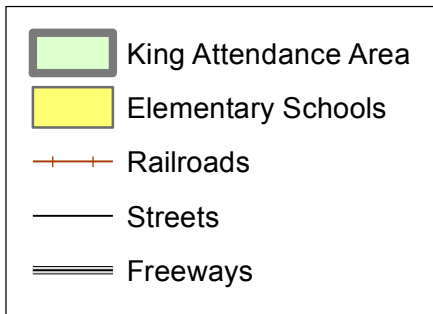 King Attendance Area
Elementary Schools
Railroads
Streets
Freeways